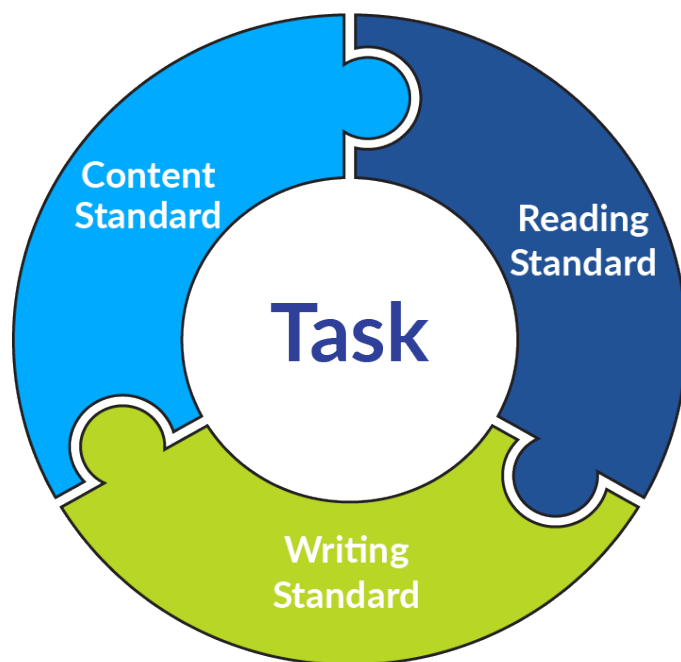 Content
Standard
Reading
Standard
Task
Writing
Standard